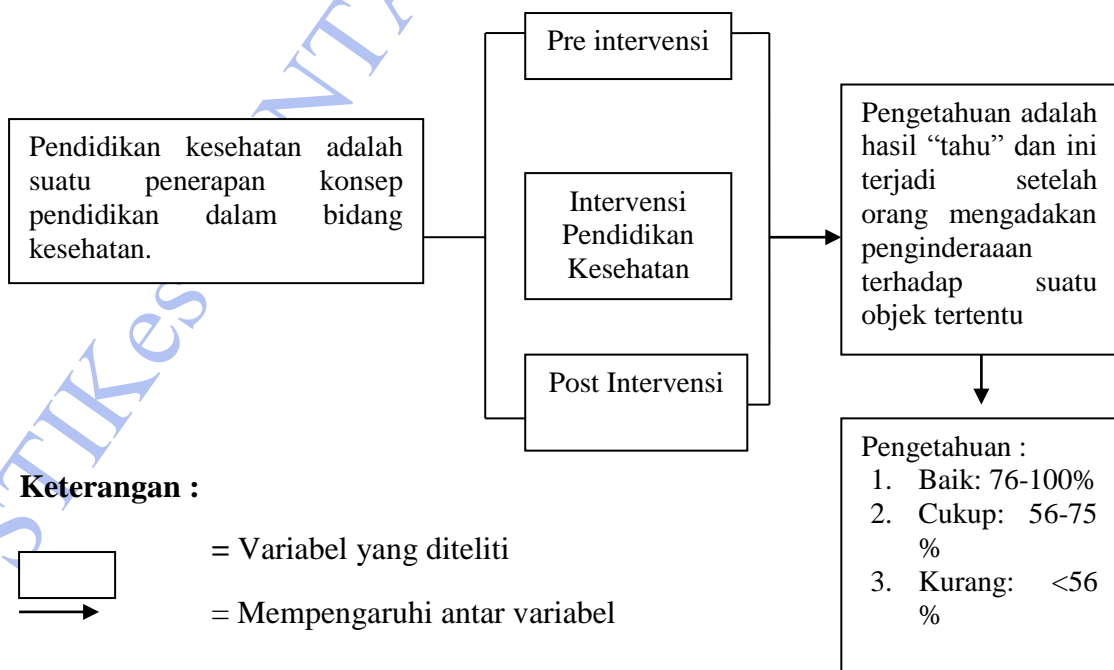 Pre intervensi
Pendidikan kesehatan adalah
suatu penerapan konsep
pendidikan dalam bidang
kesehatan.
Intervensi
Pendidikan
Kesehatan
Post Intervensi
Pengetahuan adalah
hasil “tahu” dan ini
terjadi setelah
orang mengadakan
penginderaaan
terhadap suatu
objek tertentu
Pengetahuan :
1. Baik: 76-100%
2. Cukup: 56-75
%
3. Kurang: <56
%
Keterangan :
= Variabel yang diteliti
= Mempengaruhi antar variabel
STIKes